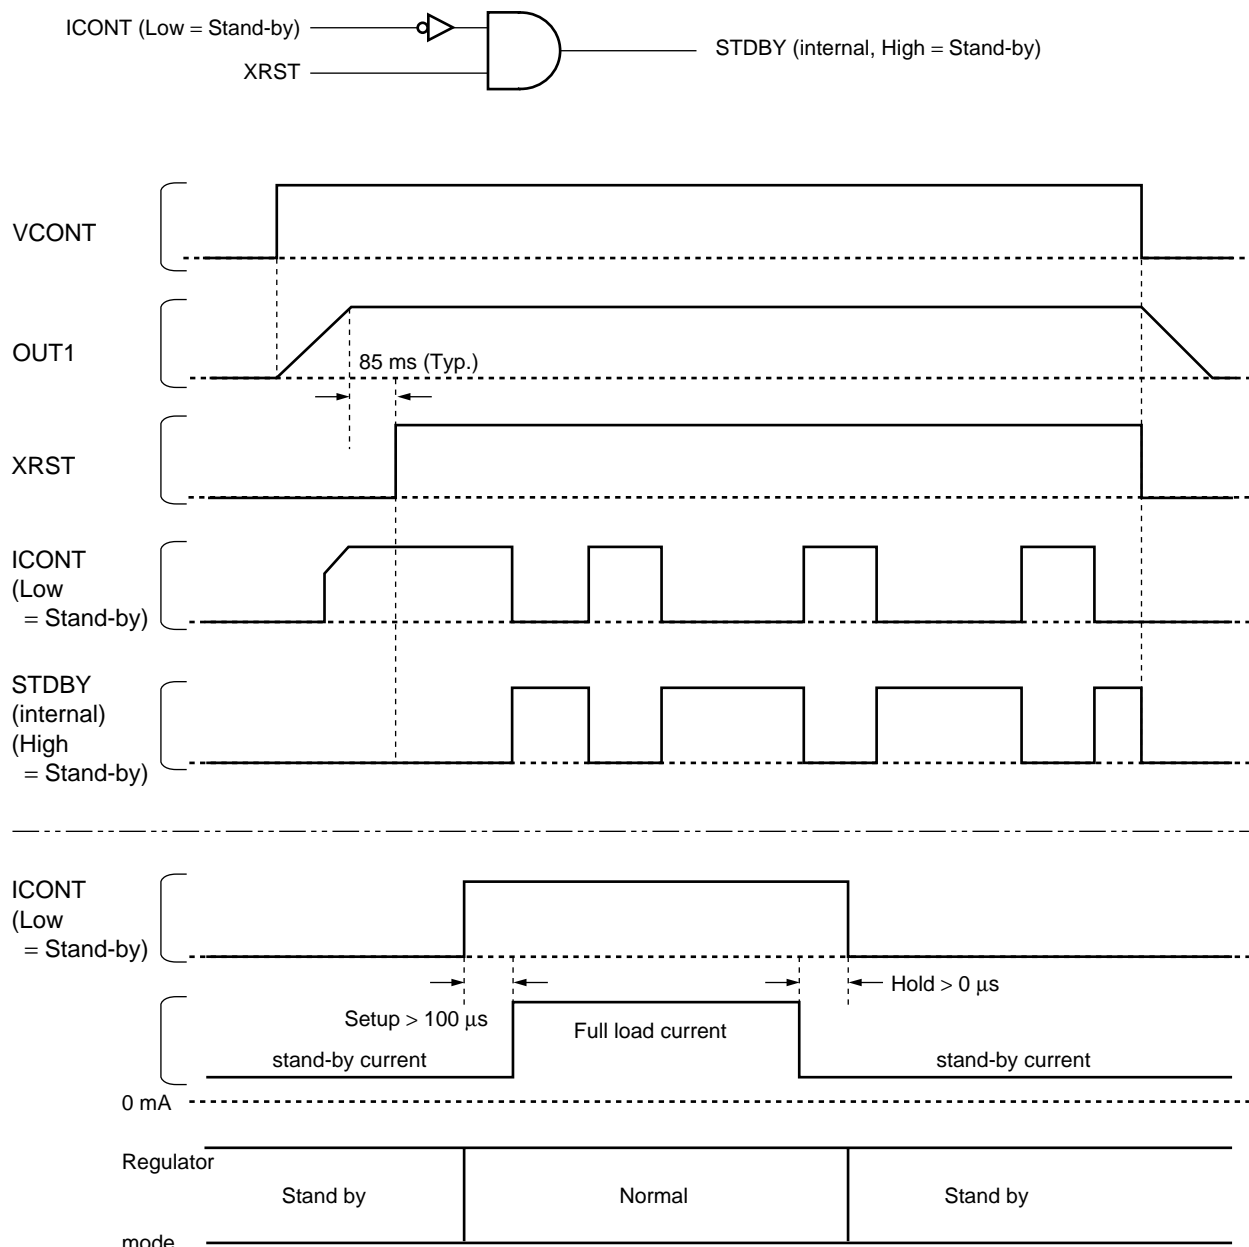 ICONT (Low = Stand-by)
XRST
STDBY (internal, High = Stand-by)
VCONT
OUT1
85 ms (Typ.)
XRST
ICONT
(Low
= Stand-by)
STDBY
(internal)
(High
= Stand-by)
ICONT
(Low
= Stand-by)
Hold > 0 μs
Setup > 100 μs
Full load current
stand-by current
stand-by current
0 mA
Regulator
Stand by
Normal
Stand by
mode